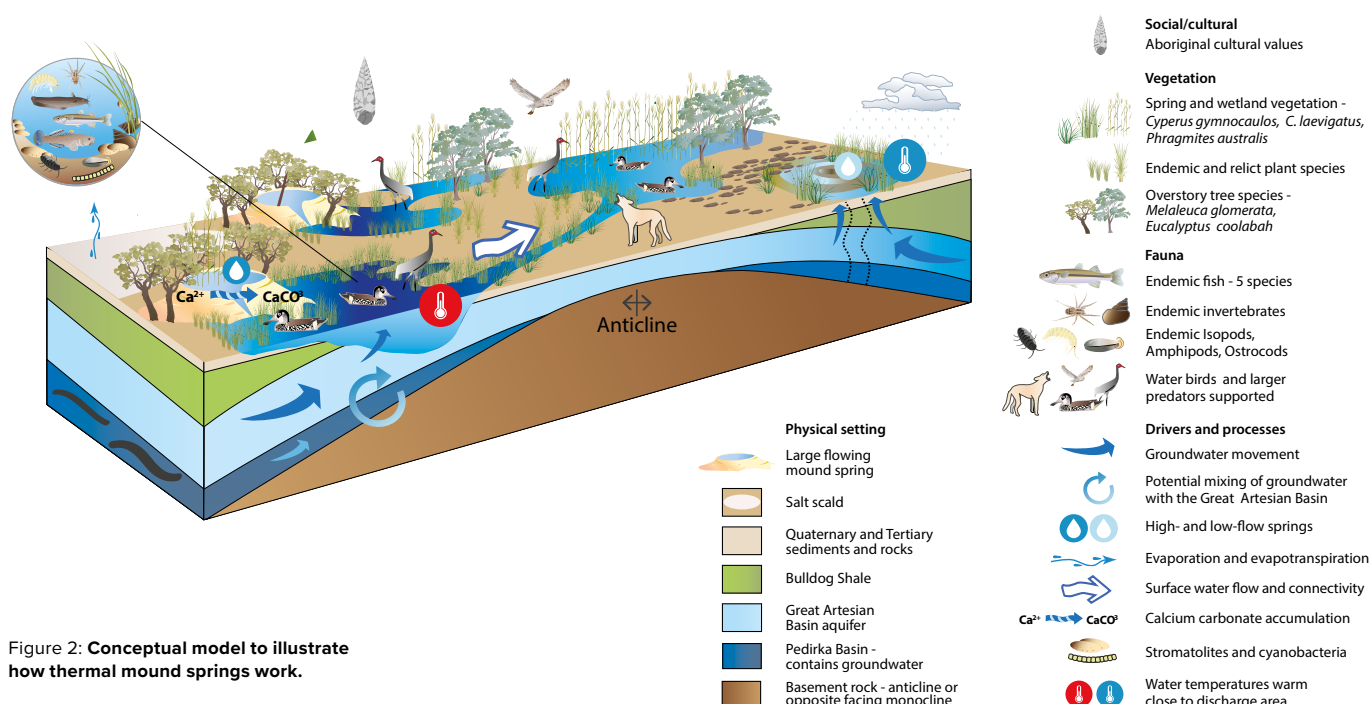 Ca²⁺ CaCO³
Anticline
Figure 2: Conceptual model to illustrate
how thermal mound springs work.
Physical setting
Large flowing
mound spring
Salt scald
Quaternary and Tertiary
sediments and rocks
Bulldog Shale
Great Artesian
Basin aquifer
Pedirka Basin -
contains groundwater
Basement rock - anticline or
opposite facing monocline
Social/cultural
Aboriginal cultural values
Vegetation
Spring and wetland vegetation -
Cyperus gymnocaulos, C. laevigatus,
Phragmites australis
Endemic and relict plant species
Overstory tree species -
Melaleuca glomerata,
Eucalyptus coolabah
Fauna
Endemic fish - 5 species
Endemic invertebrates
Endemic Isopods,
Amphipods, Ostrocods
Water birds and larger
predators supported
Drivers and processes
Groundwater movement
Potential mixing of groundwater
with the Great Artesian Basin
High- and low-flow springs
Evaporation and evapotranspiration
Surface water flow and connectivity
Ca²⁺ CaCO³ Calcium carbonate accumulation
Stromatolites and cyanobacteria
Water temperatures warm
close to discharge area